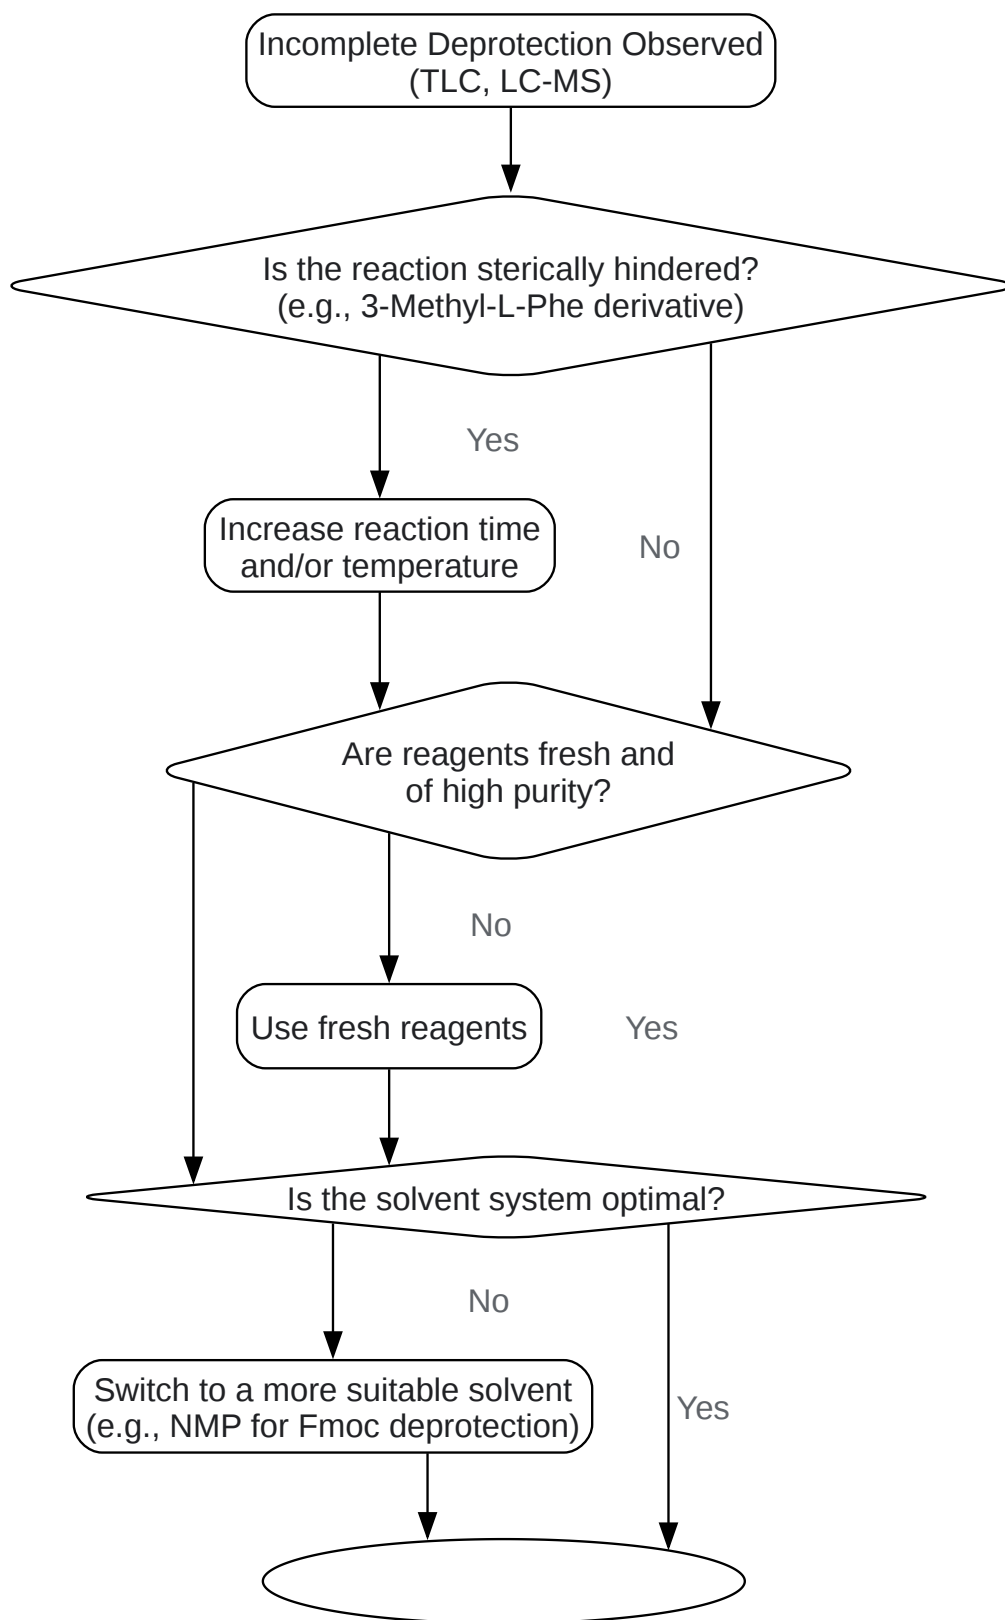 Incomplete Deprotection Observed
(TLC, LC-MS)
Is the reaction sterically hindered?
(e.g., 3-Methyl-L-Phe derivative)
Yes
Increase reaction time
and/or temperature
No
Are reagents fresh and
of high purity?
No
Use fresh reagents
Yes
Is the solvent system optimal?
No
Switch to a more suitable solvent
(e.g., NMP for Fmoc deprotection)
Yes